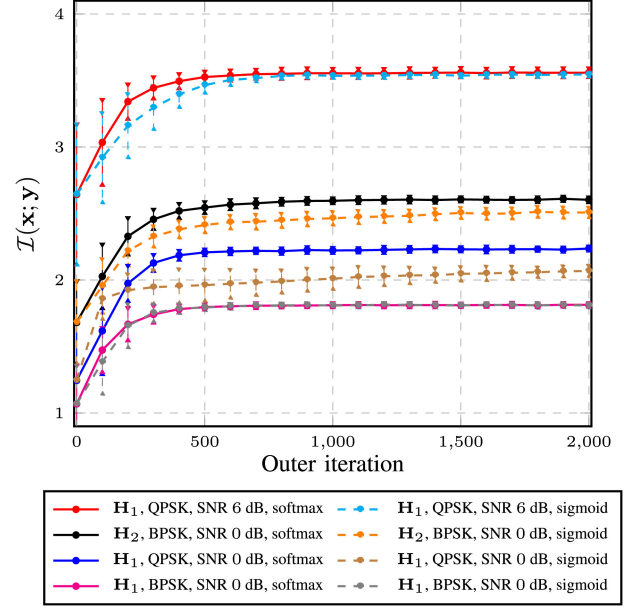 4
3
2
1
I(x; y)
0
500
1,000
1,500
2,000
Outer iteration
H₁, QPSK, SNR 6 dB, softmax
H₁, QPSK, SNR 6 dB, sigmoid
H₂, BPSK, SNR 0 dB, softmax
H₂, BPSK, SNR 0 dB, sigmoid
H₁, QPSK, SNR 0 dB, softmax
H₁, QPSK, SNR 0 dB, sigmoid
H₁, BPSK, SNR 0 dB, softmax
H₁, BPSK, SNR 0 dB, sigmoid